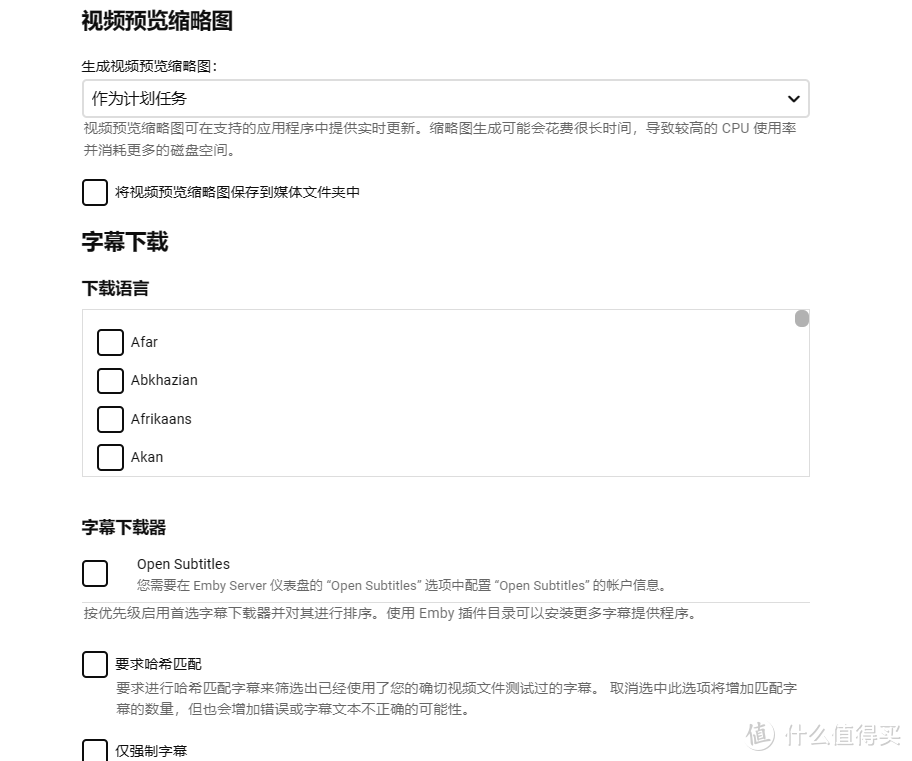 视频预览缩略图
生成视频预览缩略图：
作为计划任务
视频预览缩略图可在支持的应用程序中提供实时更新。缩略图生成可能会花费很长时间，导致较高的 CPU 使用率
并消耗更多的磁盘空间。
将视频预览缩略图保存到媒体文件夹中
字幕下载
下载语言
Afar
Abkhazian
Afrikaans
Akan
字幕下载器
Open Subtitles
您需要在 Emby Server 仪表盘的 “Open Subtitles” 选项中配置 “Open Subtitles” 的帐户信息。
按优先级启用首选字幕下载器并对其进行排序。使用 Emby 插件目录可以安装更多字幕提供程序。
要求哈希匹配
要求进行哈希匹配字幕来筛选出已经使用了您的确切视频文件测试过的字幕。 取消选中此选项将增加匹配字
幕的数量，但也会增加错误或字幕文本不正确的可能性。
值 什么值得买
仅强制字幕